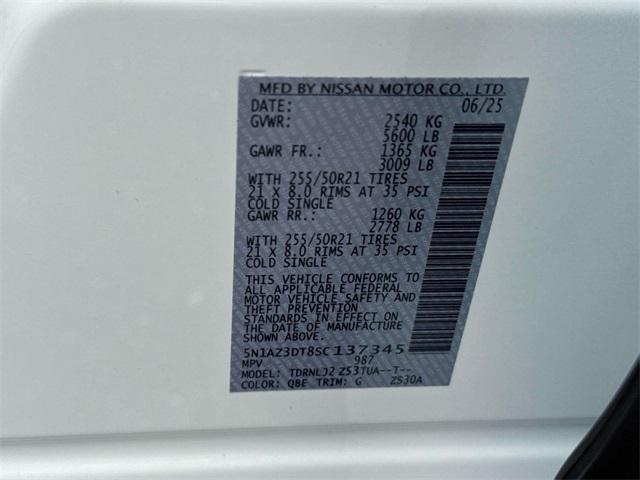 MFD BY NISSAN MOTOR CO., LTD.
DATE: 06/25
GVWR: 2540 KG
5600 LB
GAWR FR.: 1365 KG
3009 LB
WITH 255/50R21 TIRES
21 X 8.0 RIMS AT 35 PSI
COLD SINGLE
GAWR RR.: 1260 KG
2778 LB
WITH 255/50R21 TIRES
21 X 8.0 RIMS AT 35 PSI
COLD SINGLE
THIS VEHICLE CONFORMS TO
ALL APPLICABLE FEDERAL
MOTOR VEHICLE SAFETY AND
THEFT PREVENTION
STANDARDS IN EFFECT ON
THE DATE OF MANUFACTURE
SHOWN ABOVE.
5N1AZ3DT8SC137345
MPV 987
MODEL: TDRNLJ2 ZS3TUA--T--
COLOR: QBE TRIM: G ZS30A